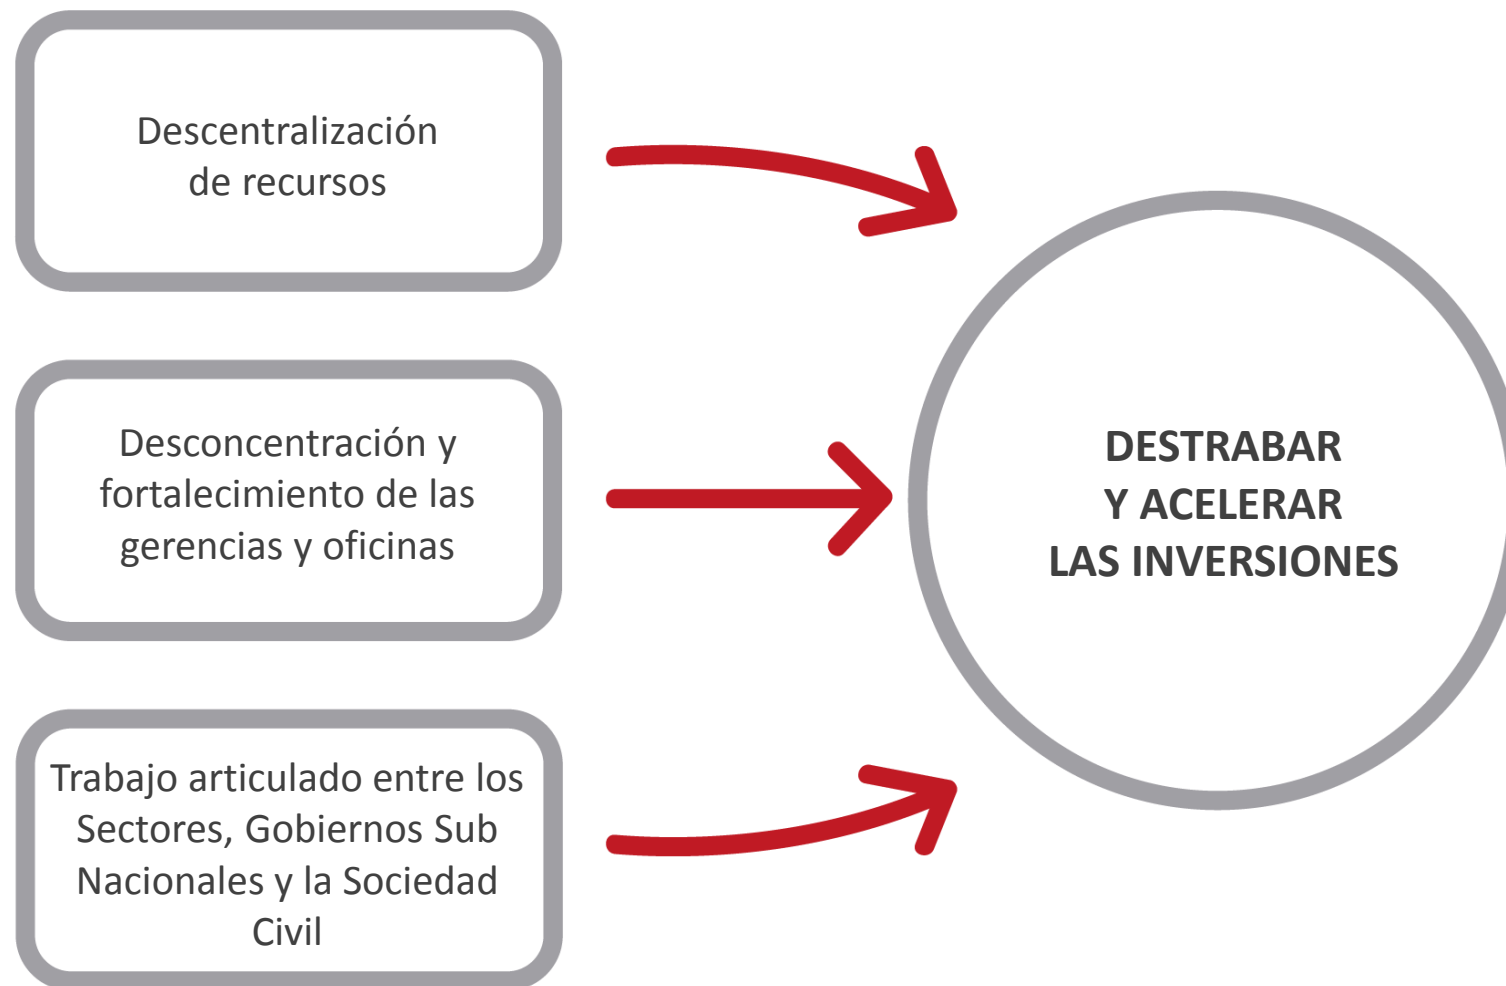 Descentralización
de recursos
Desconcentración y
fortalecimiento de las
gerencias y oficinas
Trabajo articulado entre los
Sectores, Gobiernos Sub
Nacionales y la Sociedad
Civil
DESTRABAR
Y ACELERAR
LAS INVERSIONES